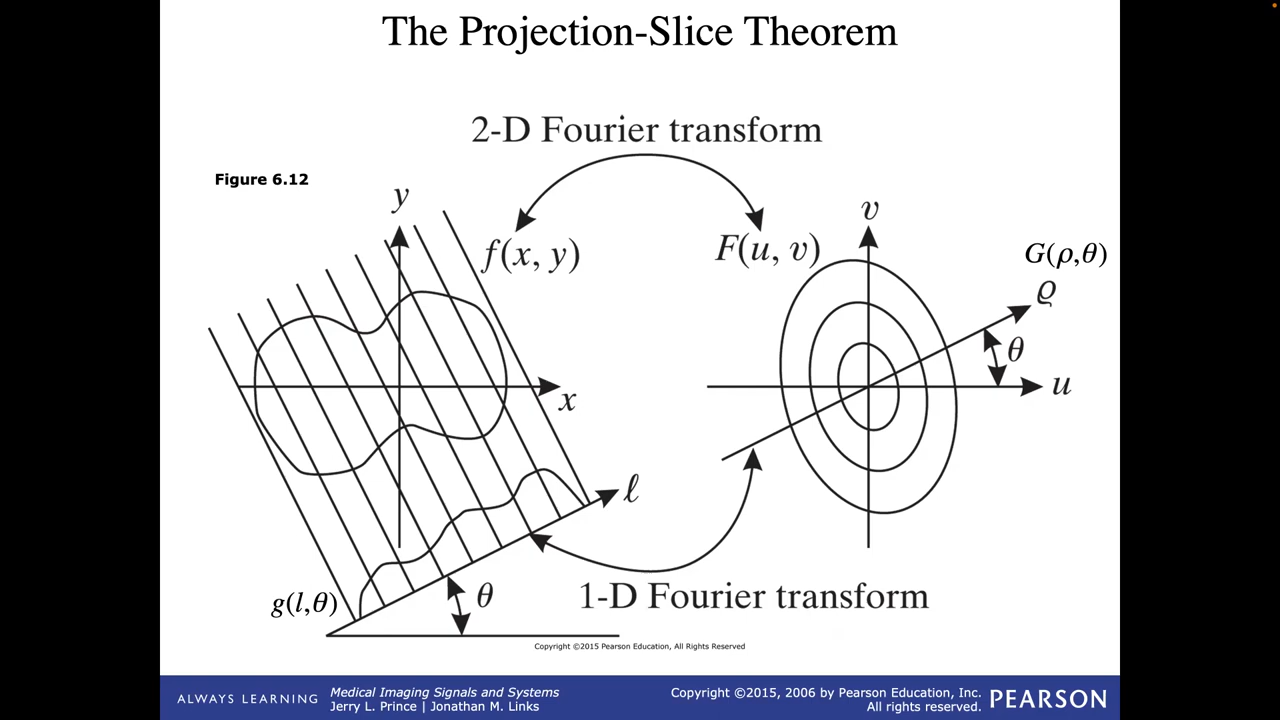 The Projection-Slice Theorem
2-D Fourier transform
Figure 6.12
y
f(x, y)
F(u, v)
v
G(ρ,θ)
ϱ
θ
x
u
ℓ
g(l,θ)
θ
1-D Fourier transform
Copyright ©2015 Pearson Education, All Rights Reserved
ALWAYS LEARNING
Medical Imaging Signals and Systems
Jerry L. Prince | Jonathan M. Links
Copyright ©2015, 2006 by Pearson Education, Inc.
All rights reserved.
PEARSON